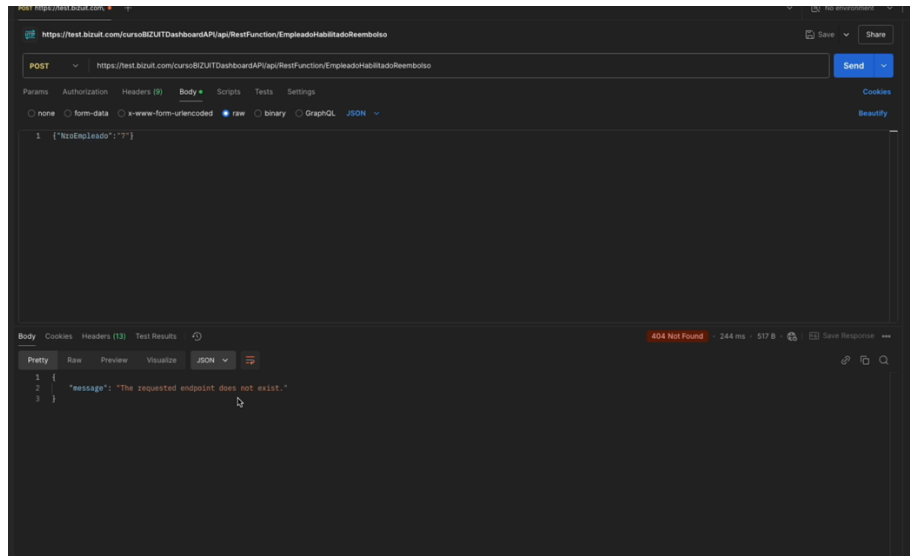 POST https://test.bizuit.com, No environment
https://test.bizuit.com/cursoBIZUITDashboardAPI/api/RestFunction/EmpleadoHabilitadoReembolso Save Share
POST https://test.bizuit.com/cursoBIZUITDashboardAPI/api/RestFunction/EmpleadoHabilitadoReembolso Send
Params Authorization Headers (9) Body Scripts Tests Settings Cookies
none form-data x-www-form-urlencoded raw binary GraphQL JSON Beautify
1 {"NroEmpleado":"7"}
Body Cookies Headers (13) Test Results 404 Not Found 244 ms 517 B Save Response
Pretty Raw Preview Visualize JSON
1 {
2 "message": "The requested endpoint does not exist."
3 }